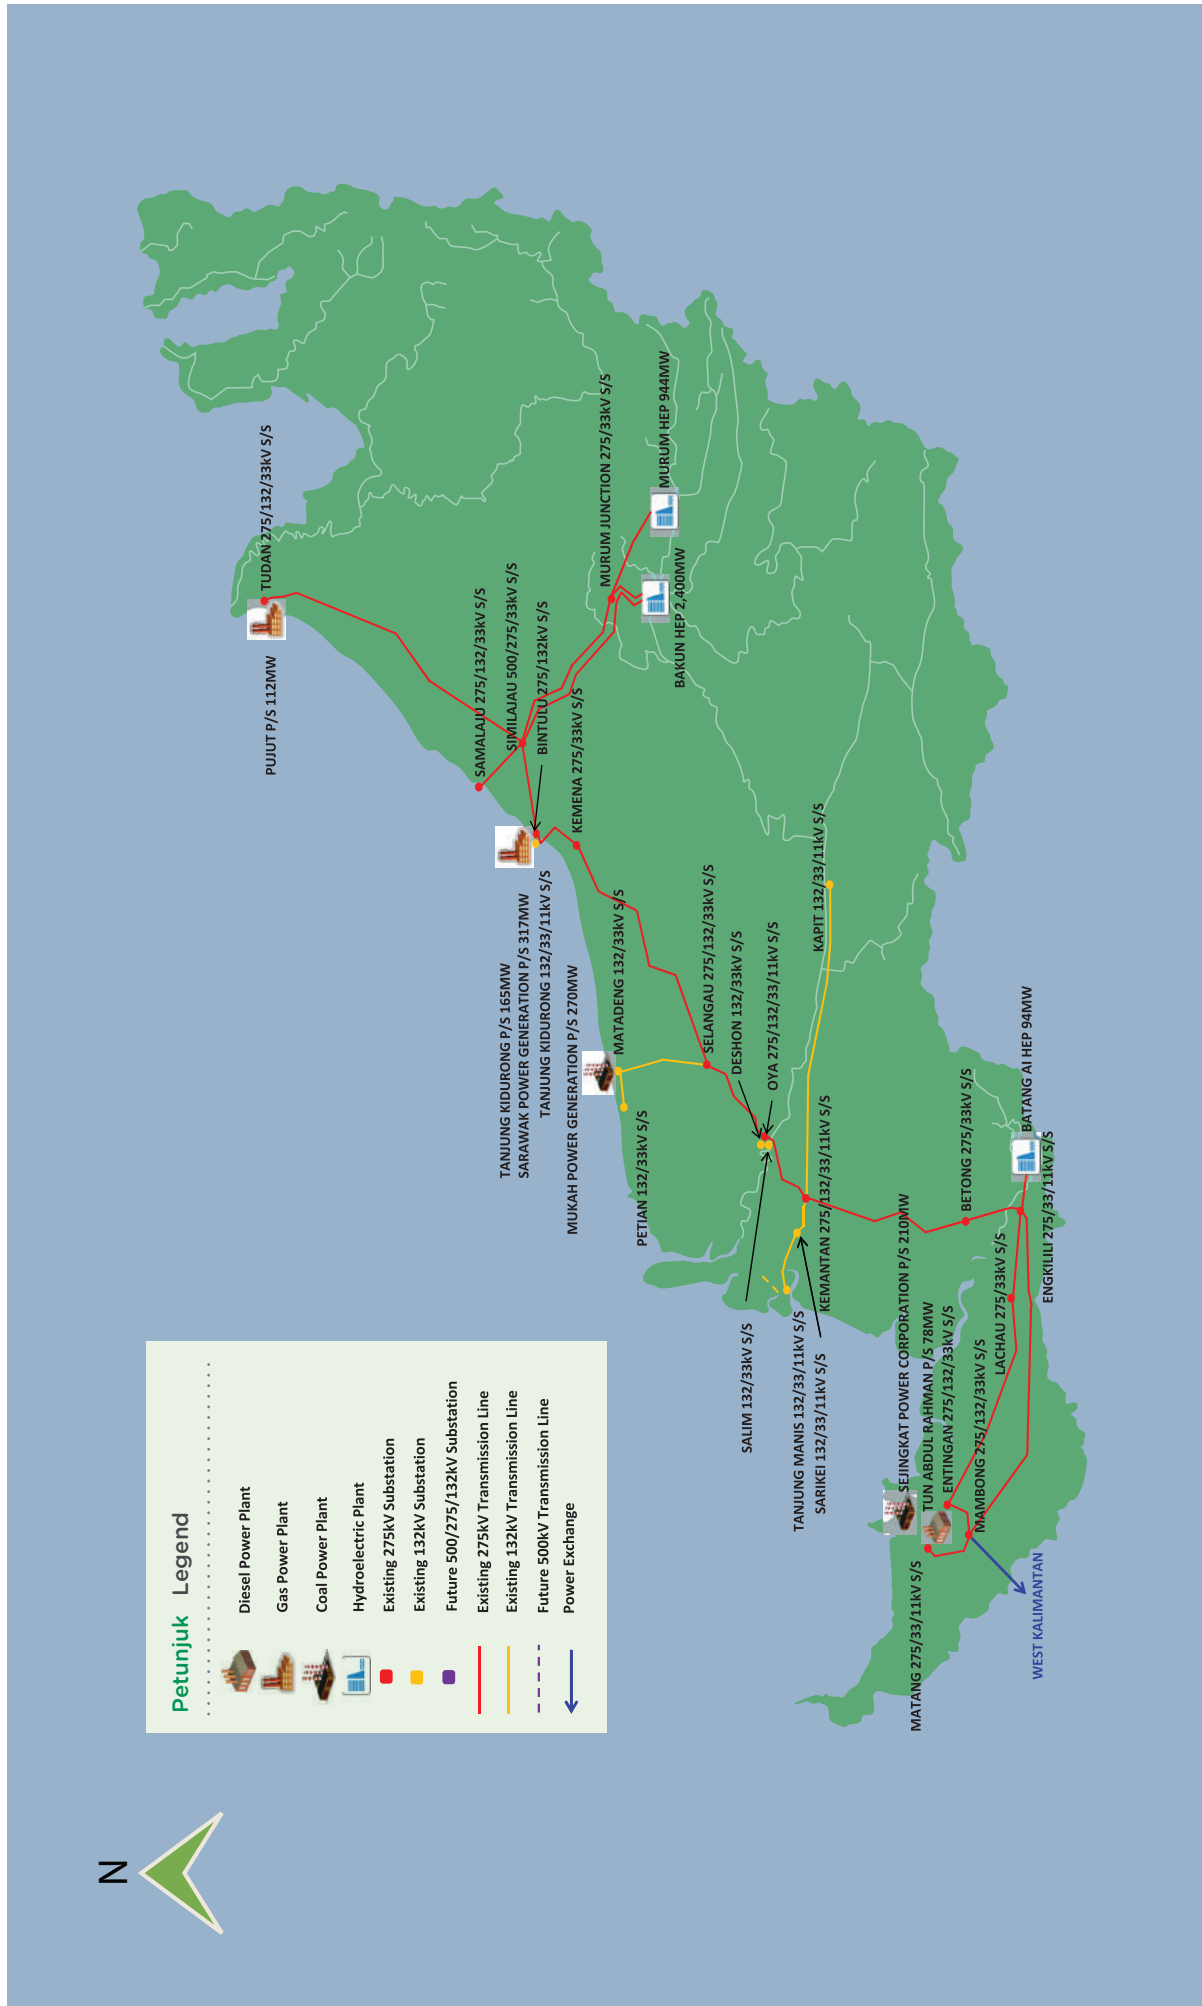 N
Petunjuk Legend
Diesel Power Plant
Gas Power Plant
Coal Power Plant
Hydroelectric Plant
Existing 275kV Substation
Existing 132kV Substation
Future 500/275/132kV Substation
Existing 275kV Transmission Line
Existing 132kV Transmission Line
Future 500kV Transmission Line
Power Exchange
TUDAN 275/132/33kV S/S
PUJUT P/S 112MW
SAMALAJU 275/132/33kV S/S
SIMILAJAU 500/275/33kV S/S
BINTULU 275/132kV S/S
KEMENA 275/33kV S/S
MURUM JUNCTION 275/33kV S/S
MURUM HEP 944MW
BAKUN HEP 2,400MW
TANJUNG KIDURONG P/S 165MW
SARAWAK POWER GENERATION P/S 317MW
TANJUNG KIDURONG 132/33/11kV S/S
MUKAH POWER GENERATION P/S 270MW
MATADENG 132/33kV S/S
PETIAN 132/33kV S/S
SELANGAU 275/132/33kV S/S
DESHON 132/33kV S/S
OYA 275/132/33/11kV S/S
KAPIT 132/33/11kV S/S
SALIM 132/33kV S/S
TANJUNG MANIS 132/33/11kV S/S
SARIKEI 132/33/11kV S/S
KEMANTAN 275/132/33/11kV S/S
SEJINGKAT POWER CORPORATION P/S 210MW
TUN ABDUL RAHMAN P/S 78MW
ENTINGAN 275/132/33kV S/S
BETONG 275/33kV S/S
MAMBONG 275/132/33kV S/S
LACHAU 275/33kV S/S
BATANG AI HEP 94MW
ENGKILILI 275/33/11kV S/S
MATANG 275/33/11kV S/S
WEST KALIMANTAN